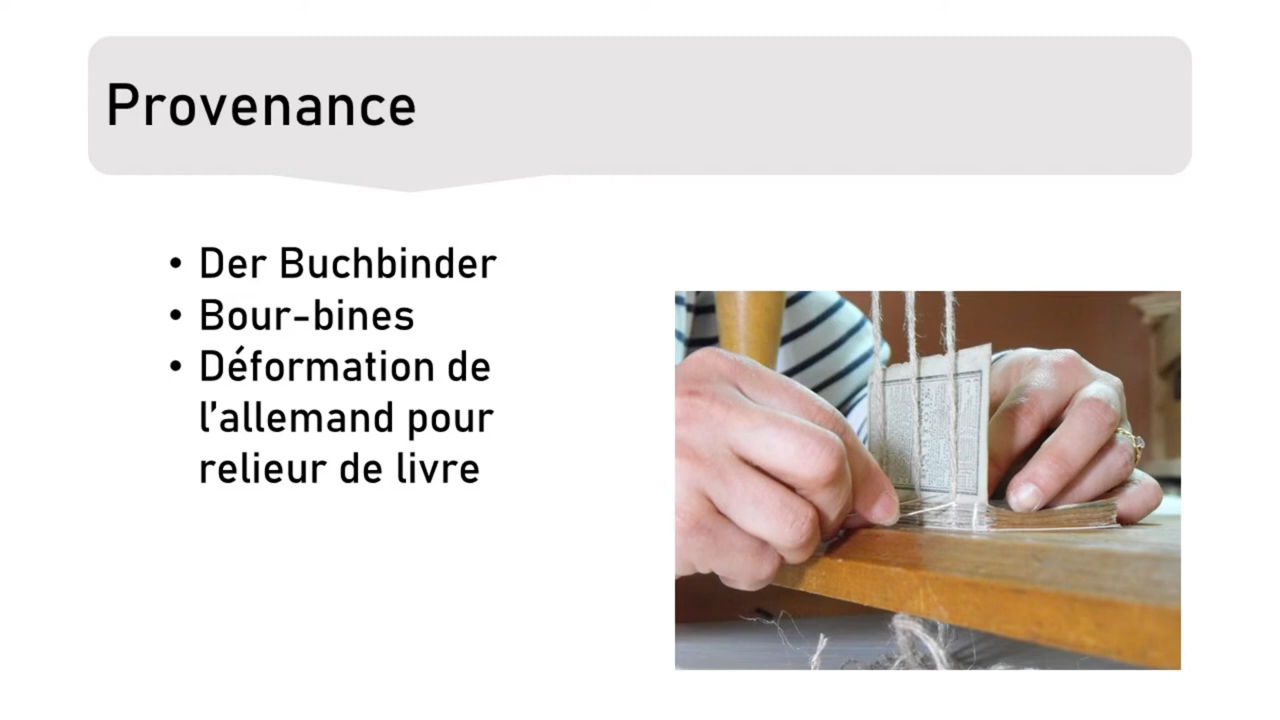 Provenance
• Der Buchbinder
• Bour-bines
• Déformation de
l’allemand pour
relieur de livre